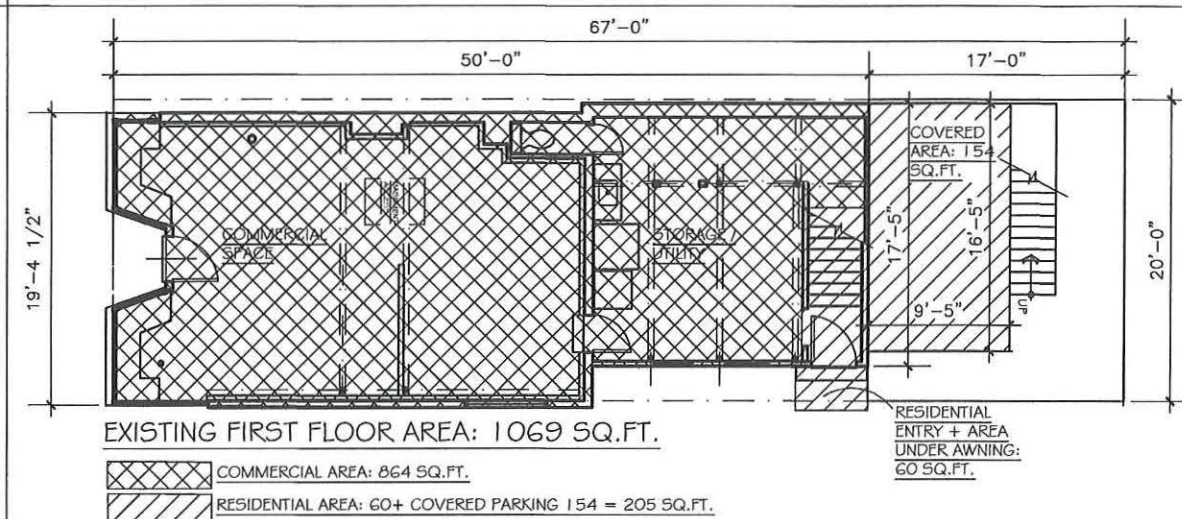 67'-0"
50'-0"
17'-0"
19'-4 1/2"
COMMERCIAL
SPACE
STORAGE /
UTILITY
COVERED
AREA: 154
SQ.FT.
17'-5"
16'-5"
9'-5"
UP
20'-0"
RESIDENTIAL
ENTRY + AREA
UNDER AWNING:
60 SQ.FT.
EXISTING FIRST FLOOR AREA: 1069 SQ.FT.
COMMERCIAL AREA: 864 SQ.FT.
RESIDENTIAL AREA: 60+ COVERED PARKING 154 = 205 SQ.FT.